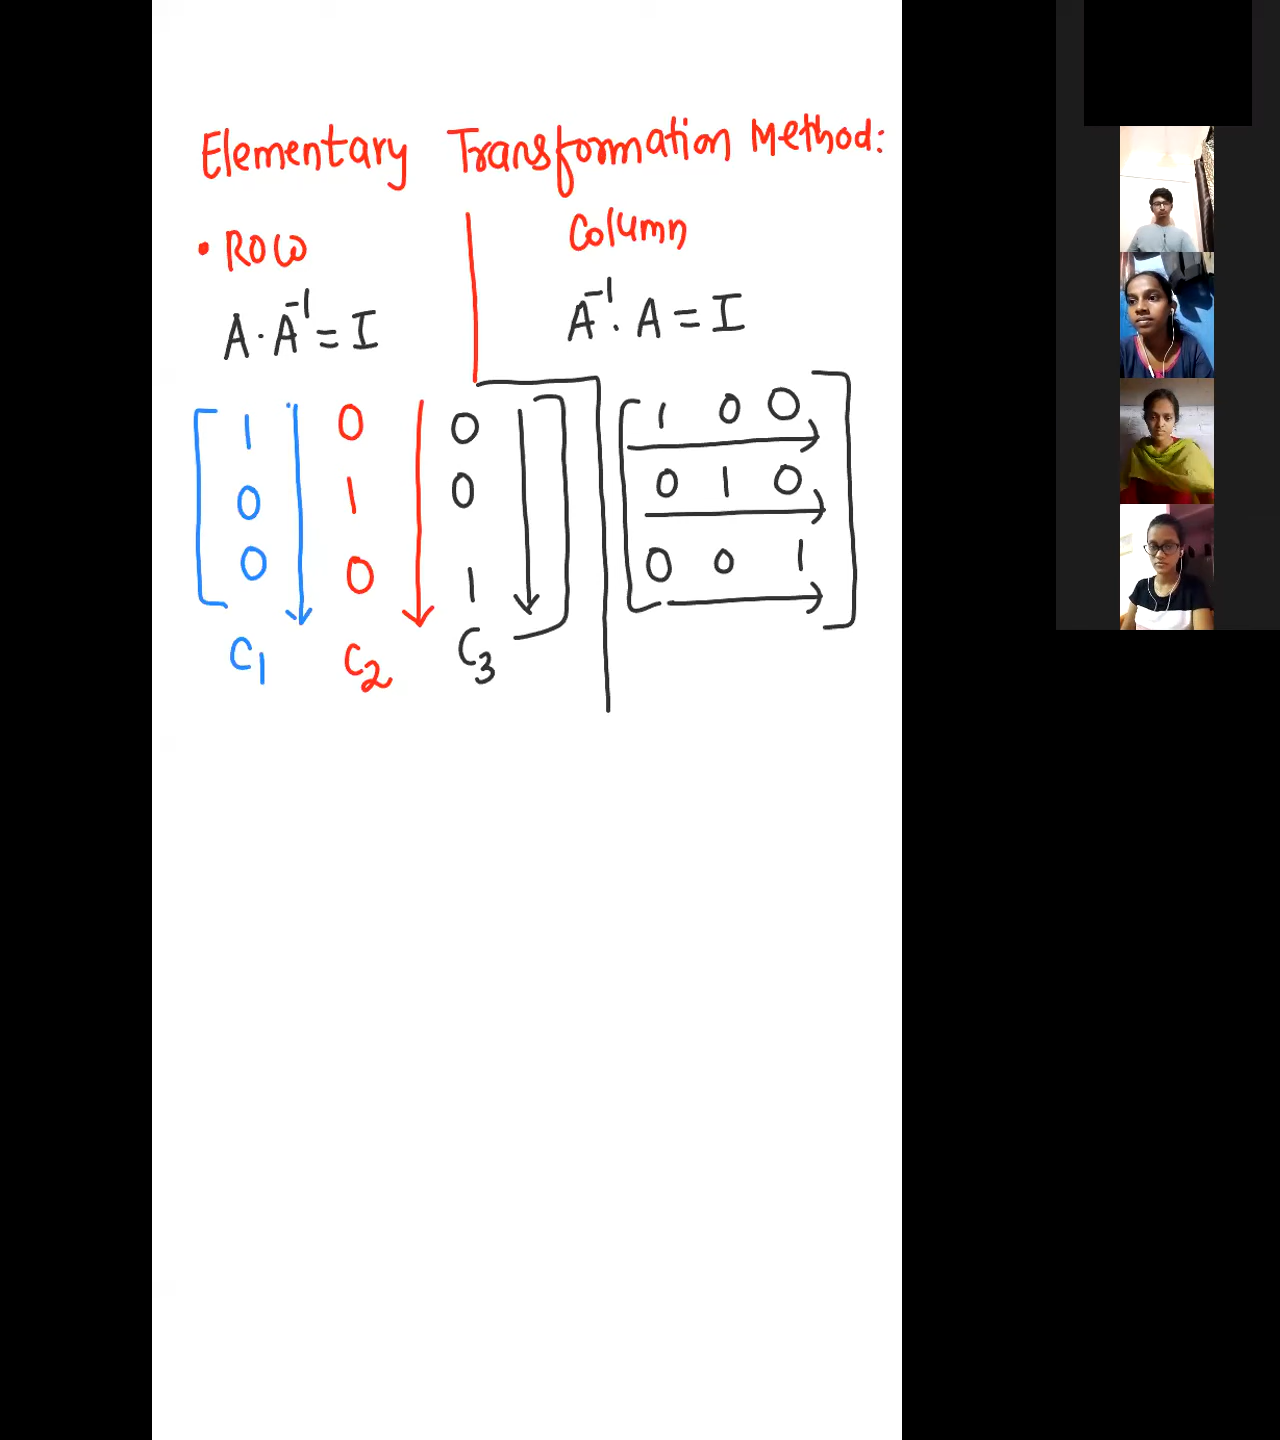 Elementary Transformation Method:
• Row
A · A⁻¹ = I
1 0 0
0 1 0
0 0 1
C1 C2 C3
Column
A⁻¹ · A = I
1 0 0
0 1 0
0 0 1